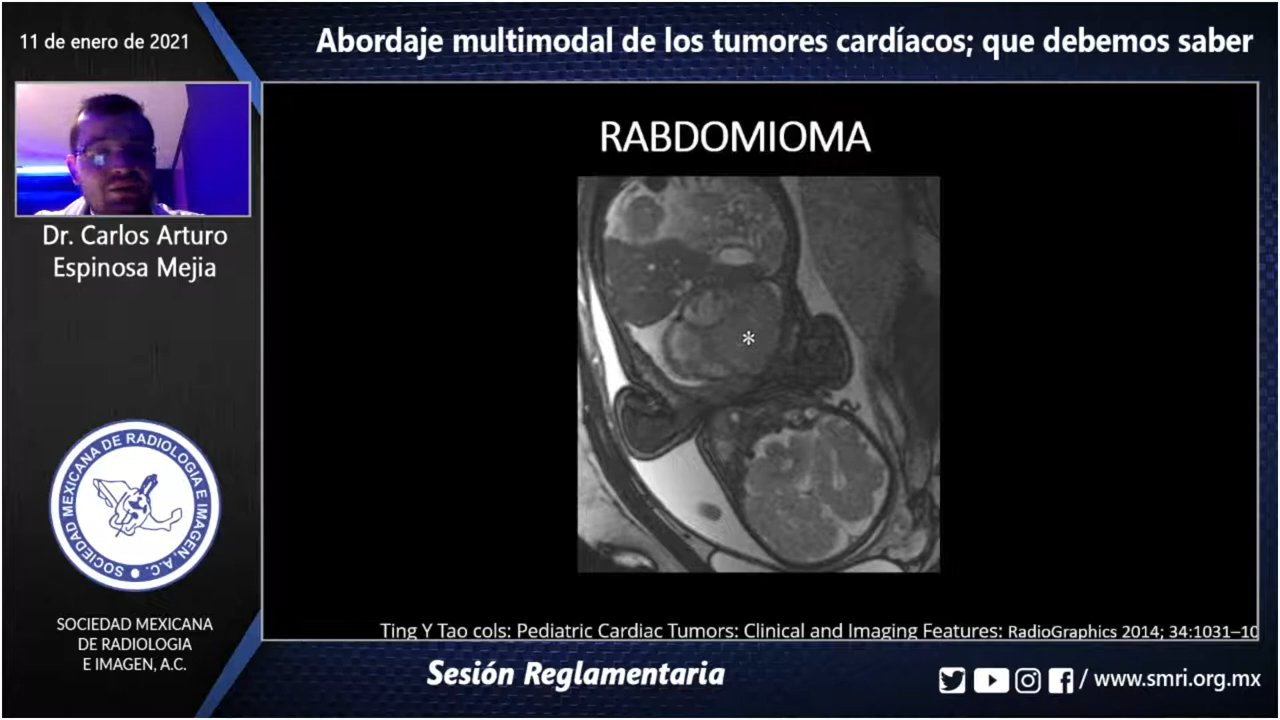 11 de enero de 2021
Abordaje multimodal de los tumores cardíacos; que debemos saber
RABDOMIOMA
*
Dr. Carlos Arturo
Espinosa Mejia
SOCIEDAD MEXICANA DE RADIOLOGIA E IMAGEN, A.C.
SOCIEDAD MEXICANA
DE RADIOLOGIA
E IMAGEN, A.C.
Ting Y Tao cols: Pediatric Cardiac Tumors: Clinical and Imaging Features: RadioGraphics 2014; 34:1031–10
Sesión Reglamentaria
/ www.smri.org.mx